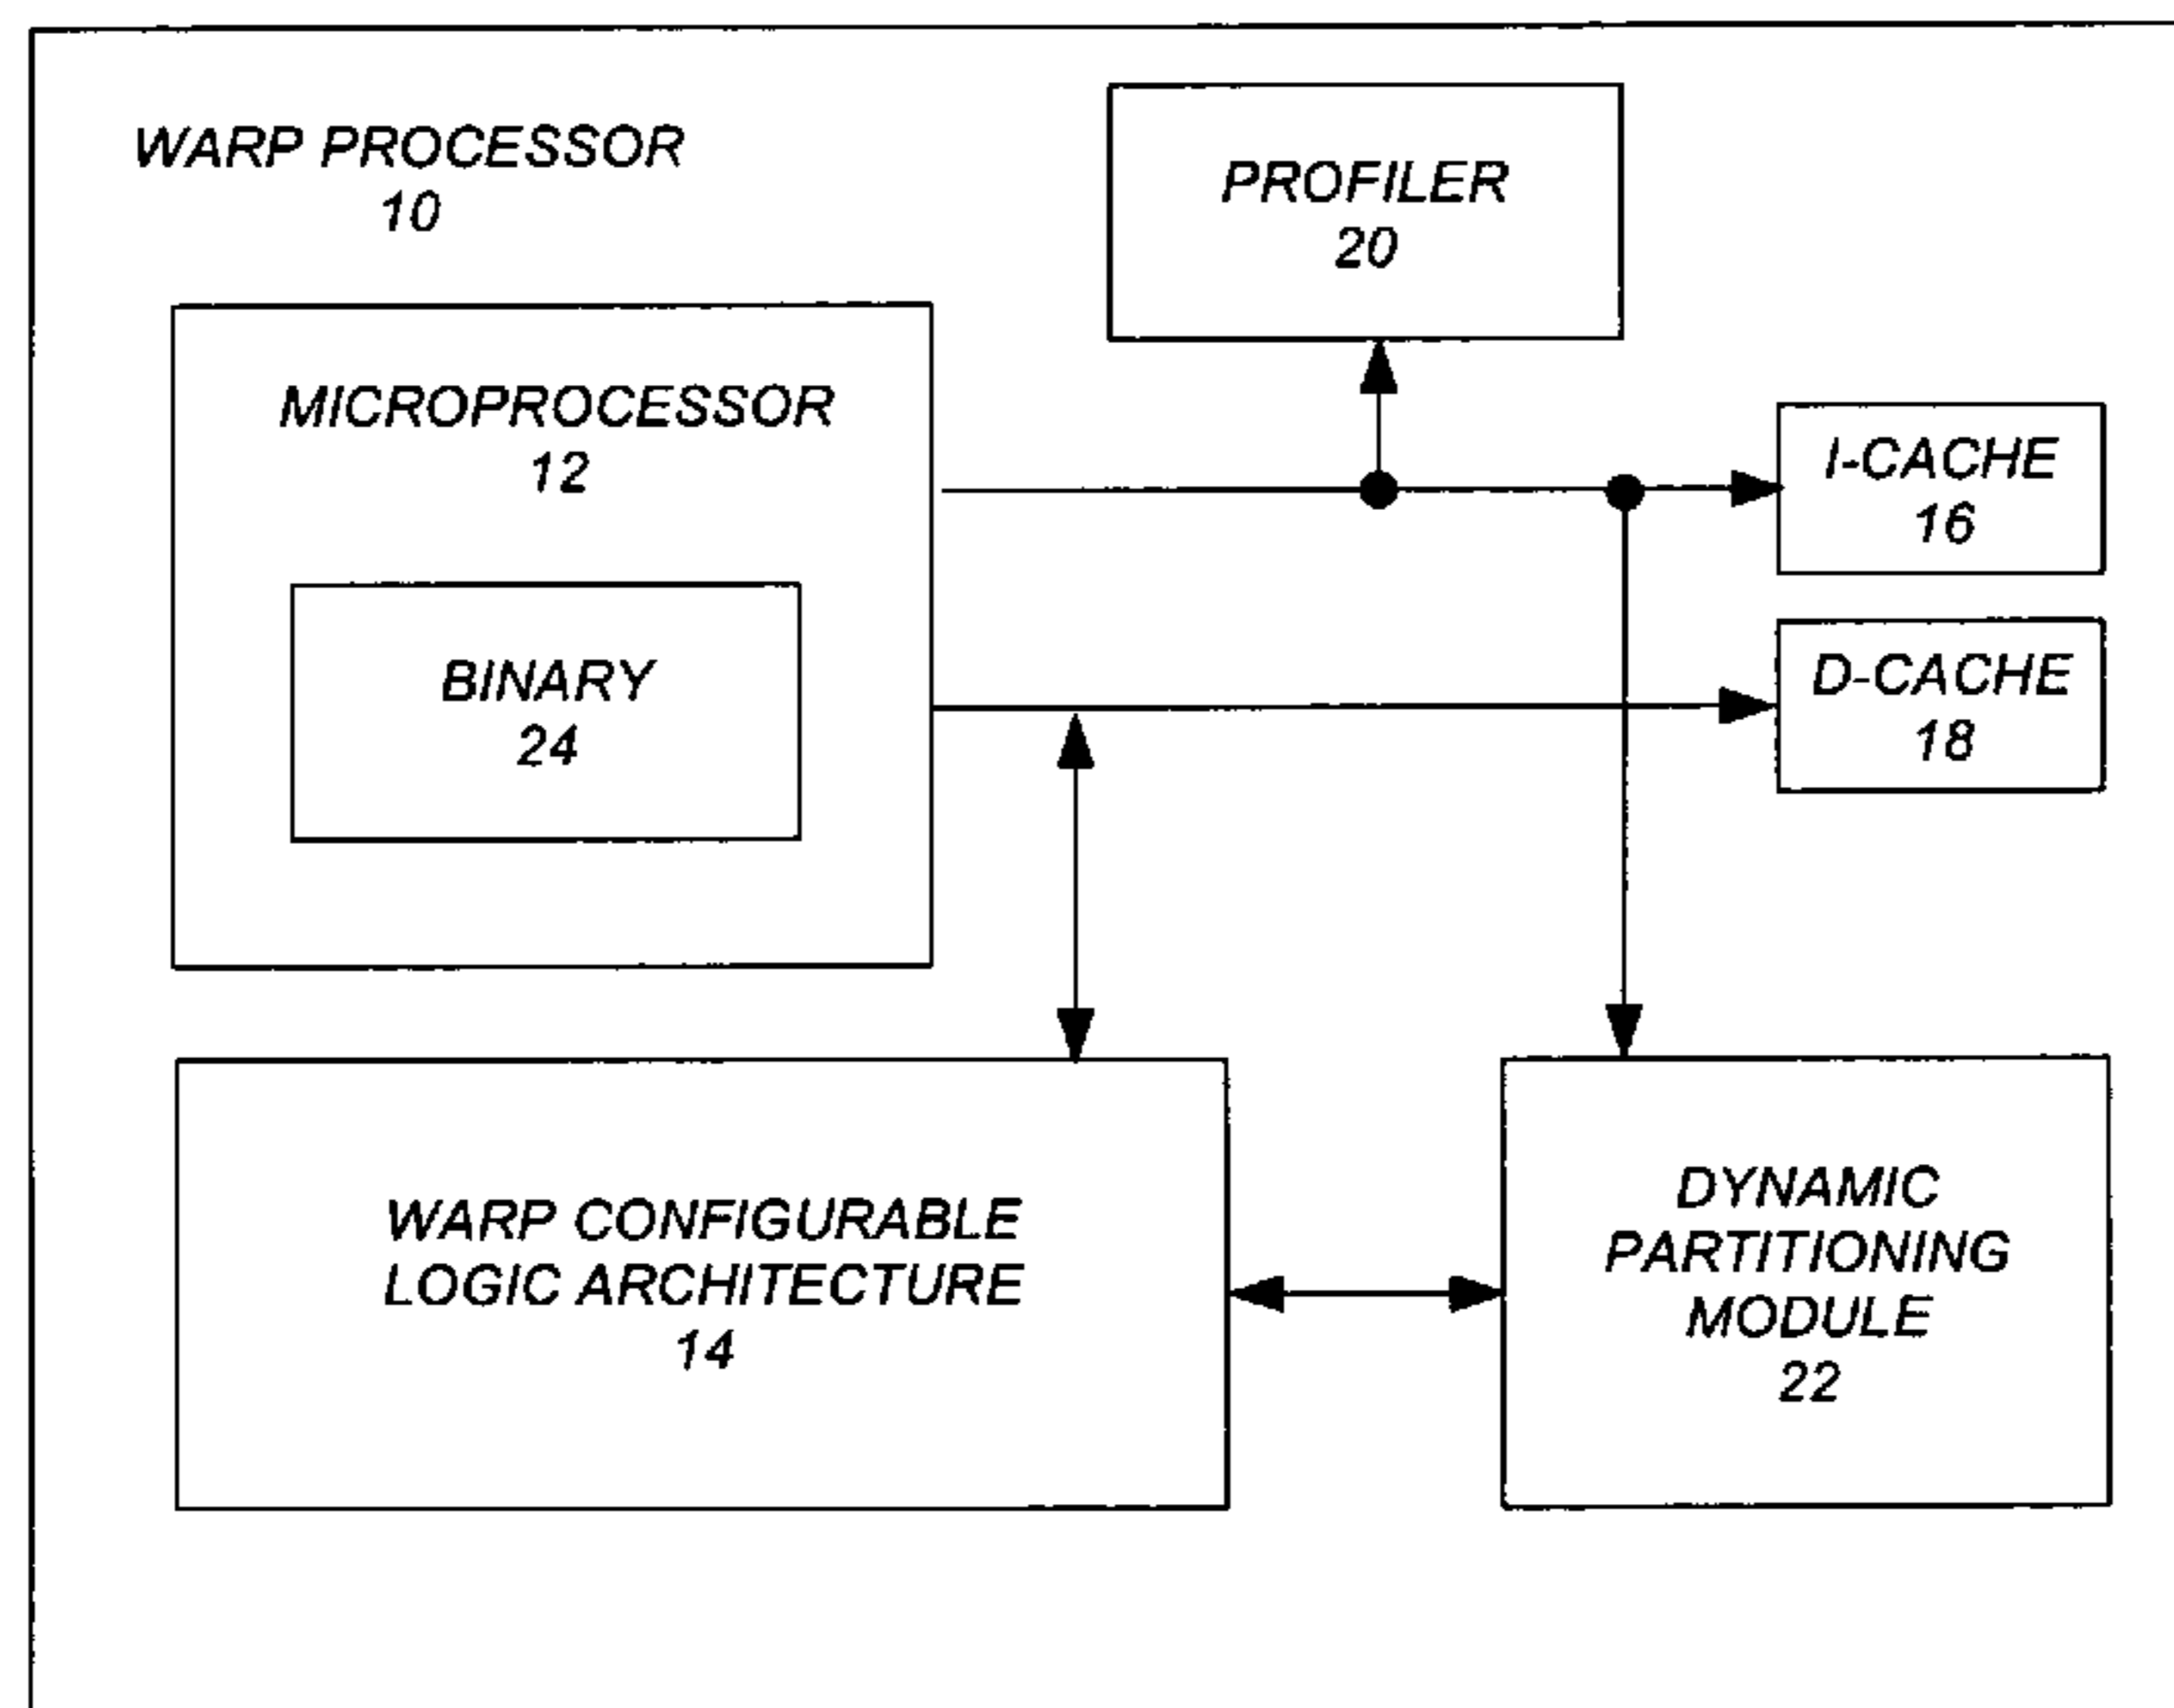 WARP PROCESSOR
10
PROFILER
20
MICROPROCESSOR
12
I-CACHE
16
BINARY
24
D-CACHE
18
WARP CONFIGURABLE
LOGIC ARCHITECTURE
14
DYNAMIC
PARTITIONING
MODULE
22